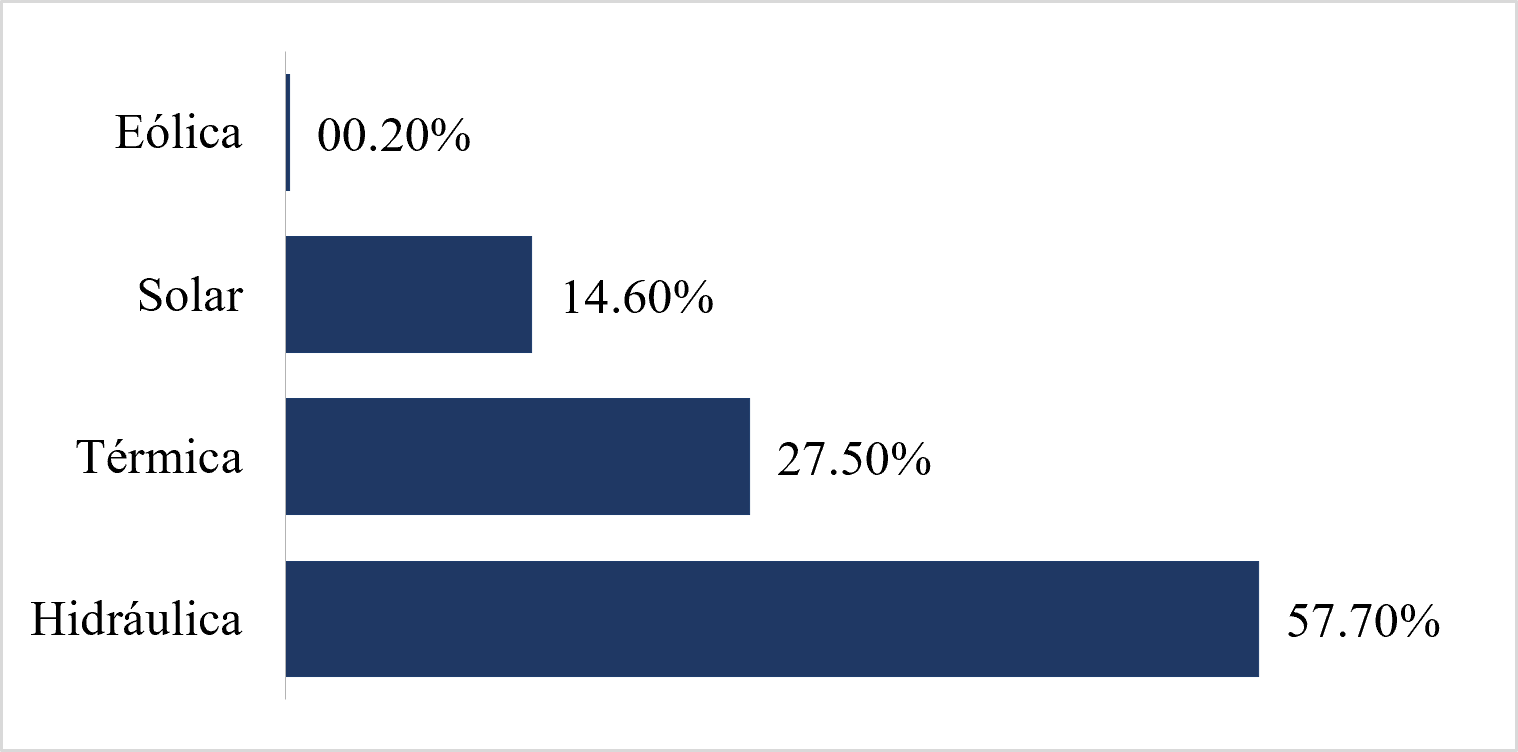 Eólica 00.20%
Solar 14.60%
Térmica 27.50%
Hidráulica 57.70%